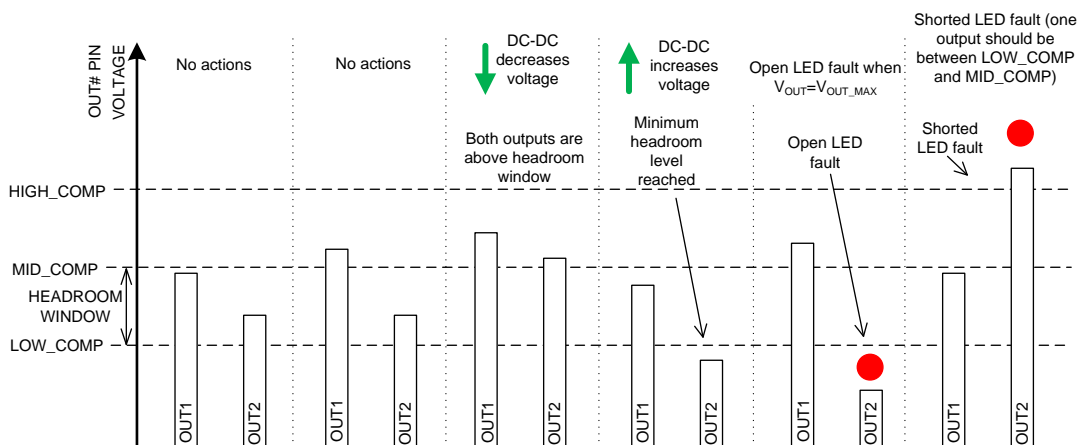 OUT# PIN
VOLTAGE
No actions
No actions
DC-DC
decreases
voltage
Both outputs are
above headroom
window
DC-DC
increases
voltage
Minimum
headroom
level
reached
Open LED fault when
VOUT=VOUT_MAX
Open LED
fault
Shorted LED fault (one
output should be
between LOW_COMP
and MID_COMP)
Shorted
LED fault
HIGH_COMP
MID_COMP
HEADROOM
WINDOW
LOW_COMP
OUT1
OUT2
OUT1
OUT2
OUT1
OUT2
OUT1
OUT2
OUT1
OUT2
OUT1
OUT2